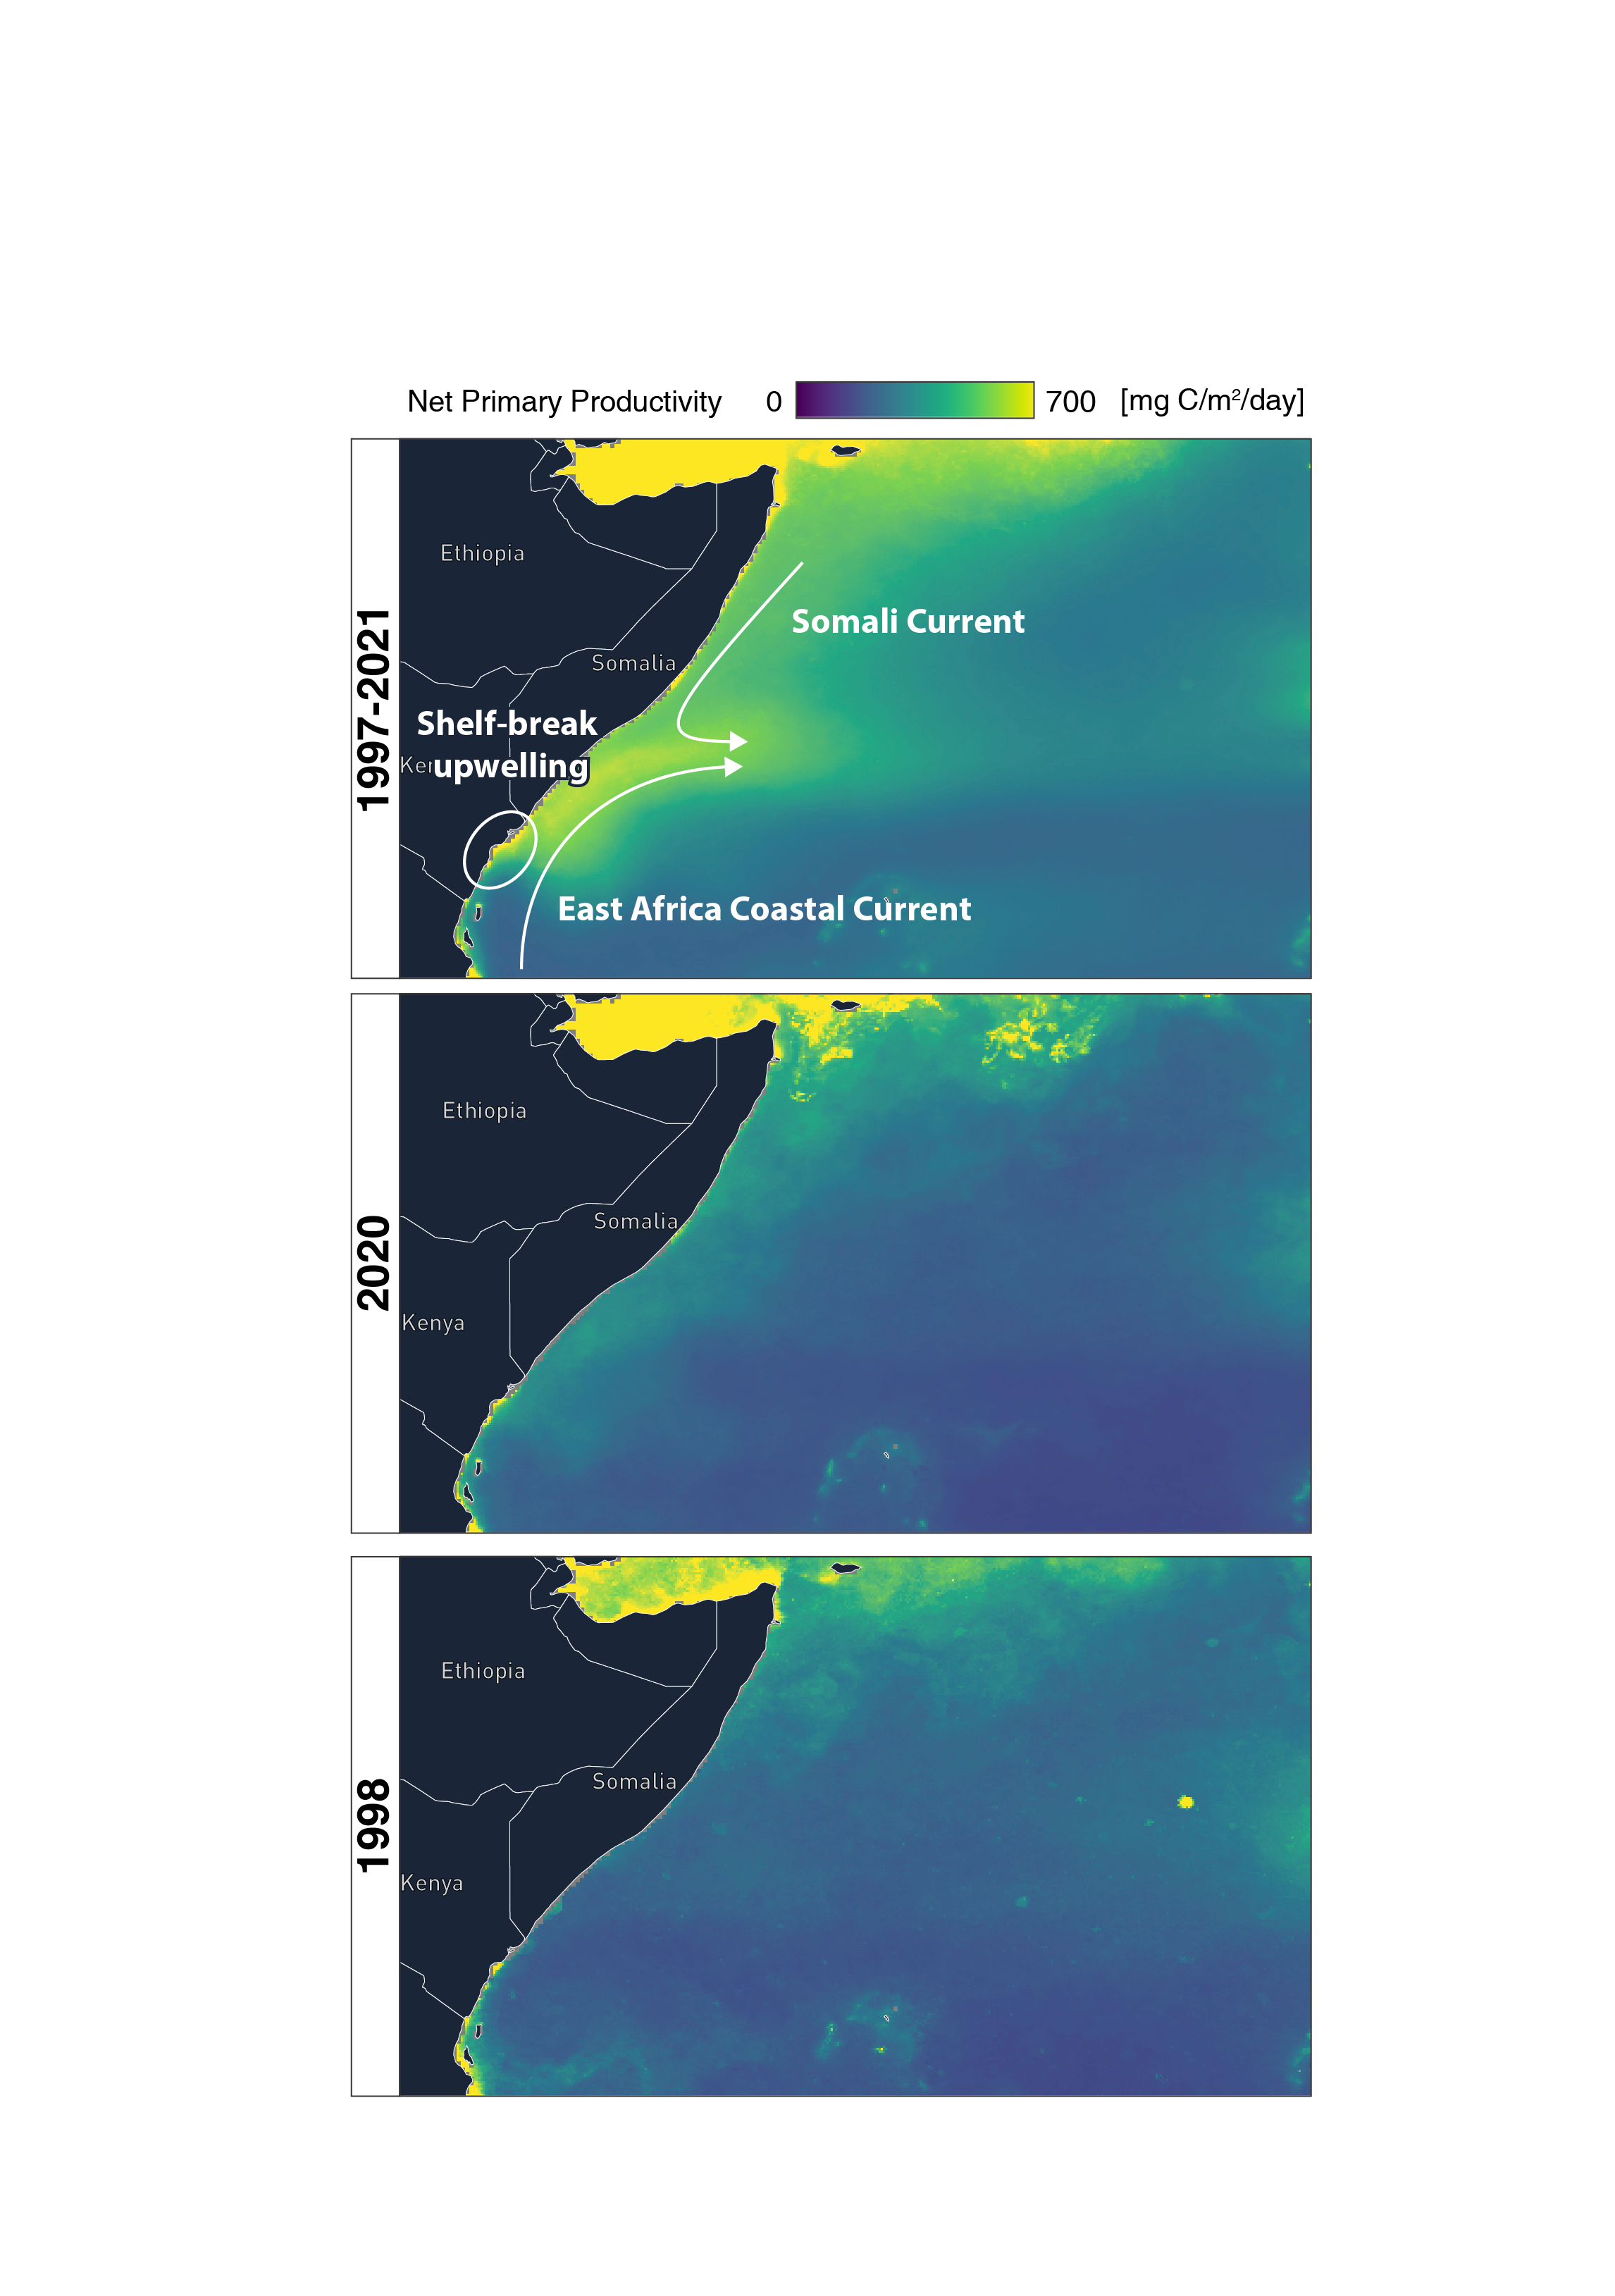 Net Primary Productivity 0 700 [mg C/m²/day]
1997-2021
Ethiopia
Somali Current
Somalia
Shelf-break
Ker upwelling
East Africa Coastal Current
2020
Ethiopia
Somalia
Kenya
1998
Ethiopia
Somalia
Kenya